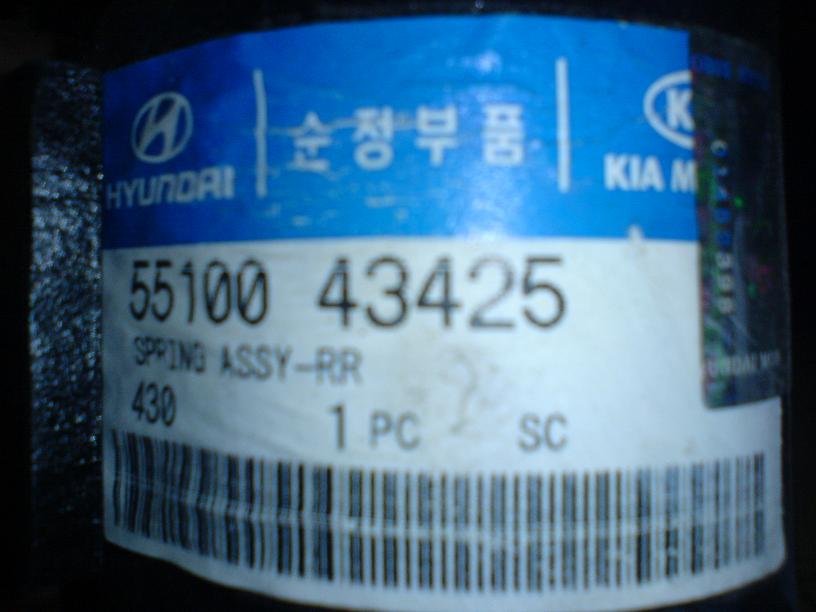 HYUNDAI 순정부품 KIA M
55100 43425
SPRING ASSY-RR
430 1 PC SC